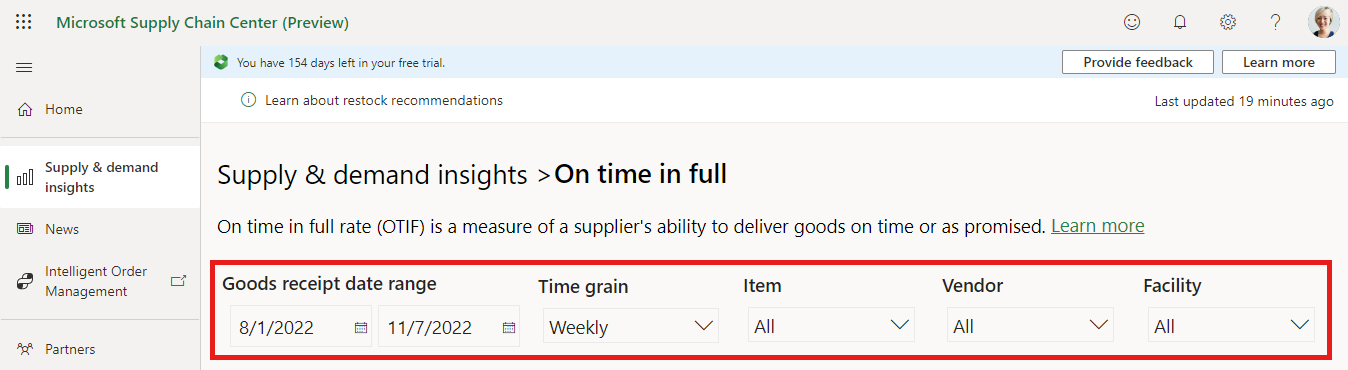 Microsoft Supply Chain Center (Preview)
?
You have 154 days left in your free trial.
Provide feedback
Learn more
Learn about restock recommendations
Last updated 19 minutes ago
Home
Supply & demand
insights
News
Intelligent Order
Management
Partners
Supply & demand insights >On time in full
On time in full rate (OTIF) is a measure of a supplier's ability to deliver goods on time or as promised. Learn more
Goods receipt date range
8/1/2022
11/7/2022
Time grain
Weekly
Item
All
Vendor
All
Facility
All